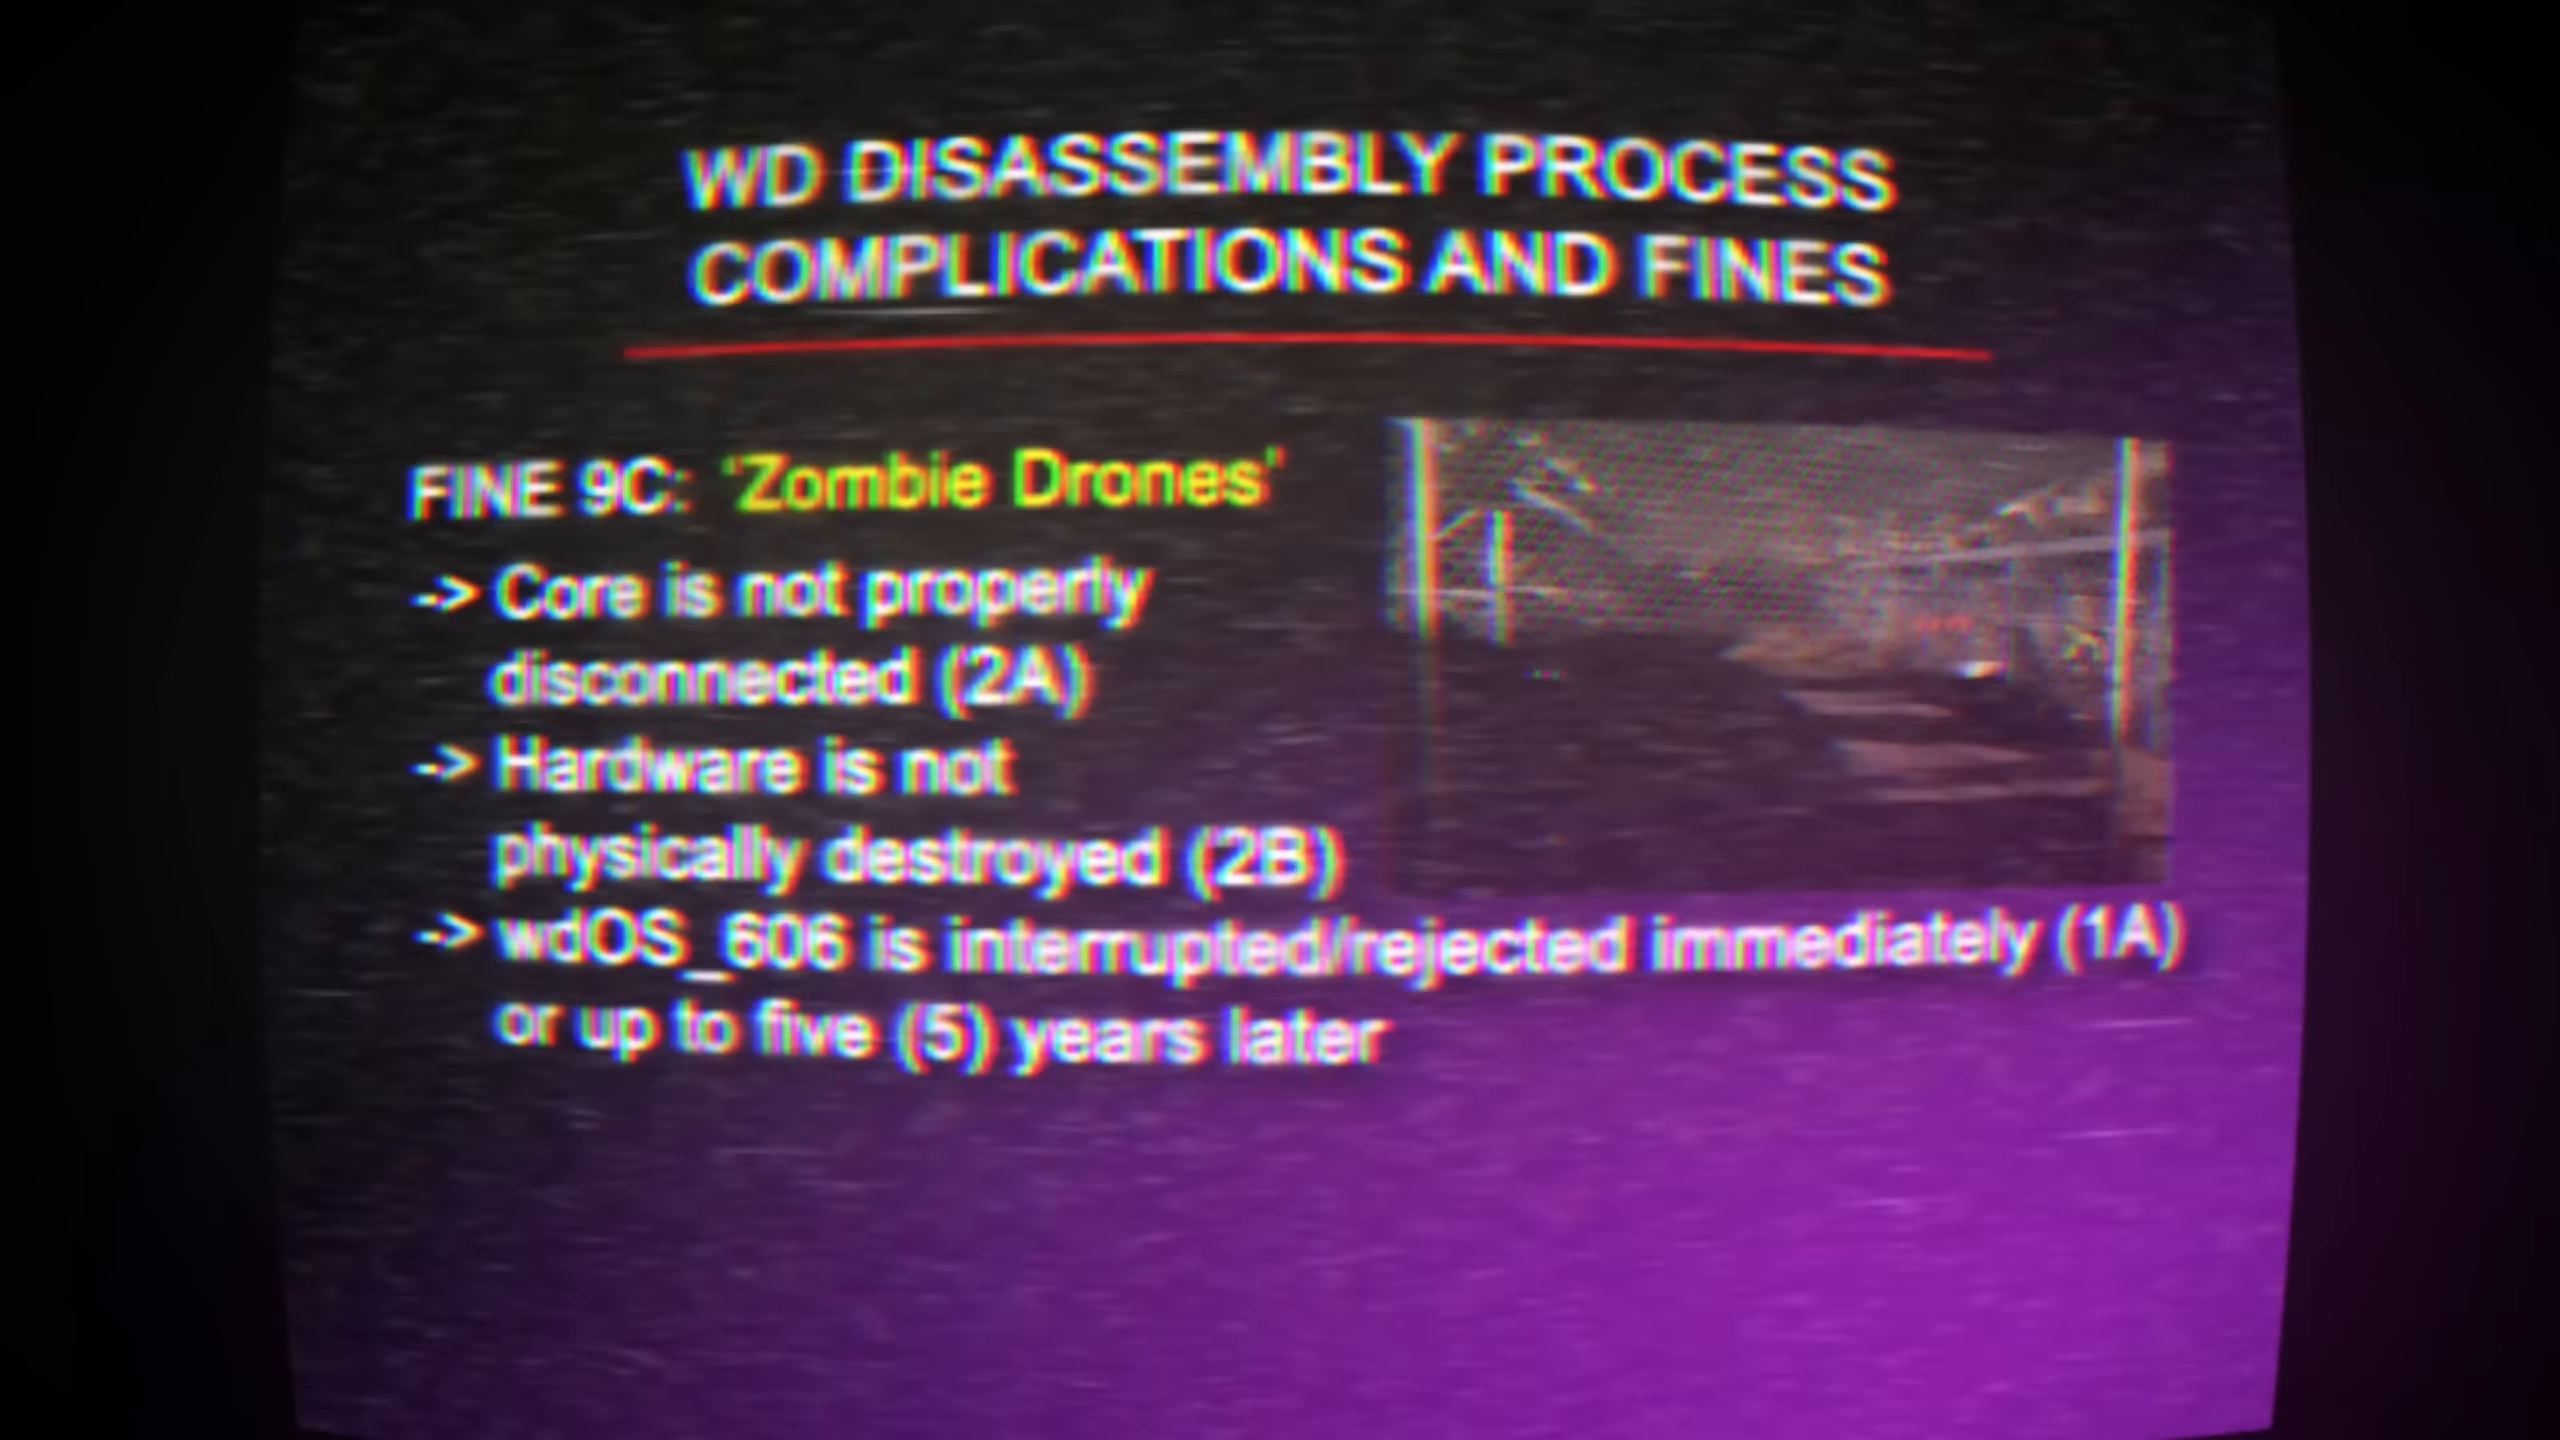 WD DISASSEMBLY PROCESS
COMPLICATIONS AND FINES
FINE 9C: 'Zombie Drones'
-> Core is not properly
disconnected (2A)
-> Hardware is not
physically destroyed (2B)
-> wdOS_606 is interrupted/rejected immediately (1A)
or up to five (5) years later